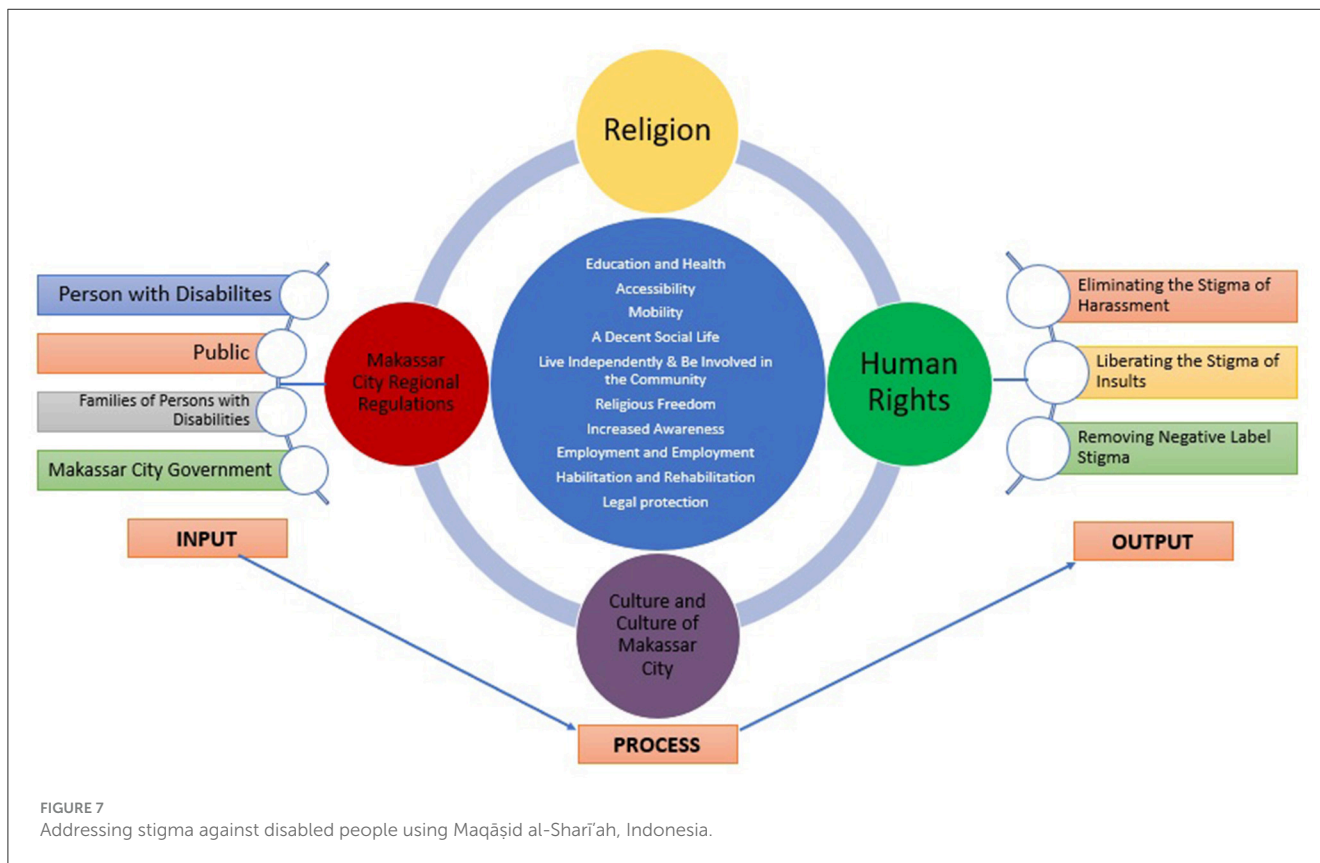 Religion
Person with Disabilites
Public
Families of Persons with
Disabilities
Makassar City Government
INPUT
Makassar
City Regional
Regulations
Education and Health
Accessibility
Mobility
A Decent Social Life
Live Independently & Be Involved in
the Community
Religious Freedom
Increased Awareness
Employment and Employment
Habilitation and Rehabilitation
Legal protection
Human
Rights
Eliminating the Stigma of
Harassment
Liberating the Stigma of
Insults
Removing Negative Label
Stigma
OUTPUT
Culture and
Culture of
Makassar
City
PROCESS
FIGURE 7
Addressing stigma against disabled people using Maqāṣid al-Sharī’ah, Indonesia.